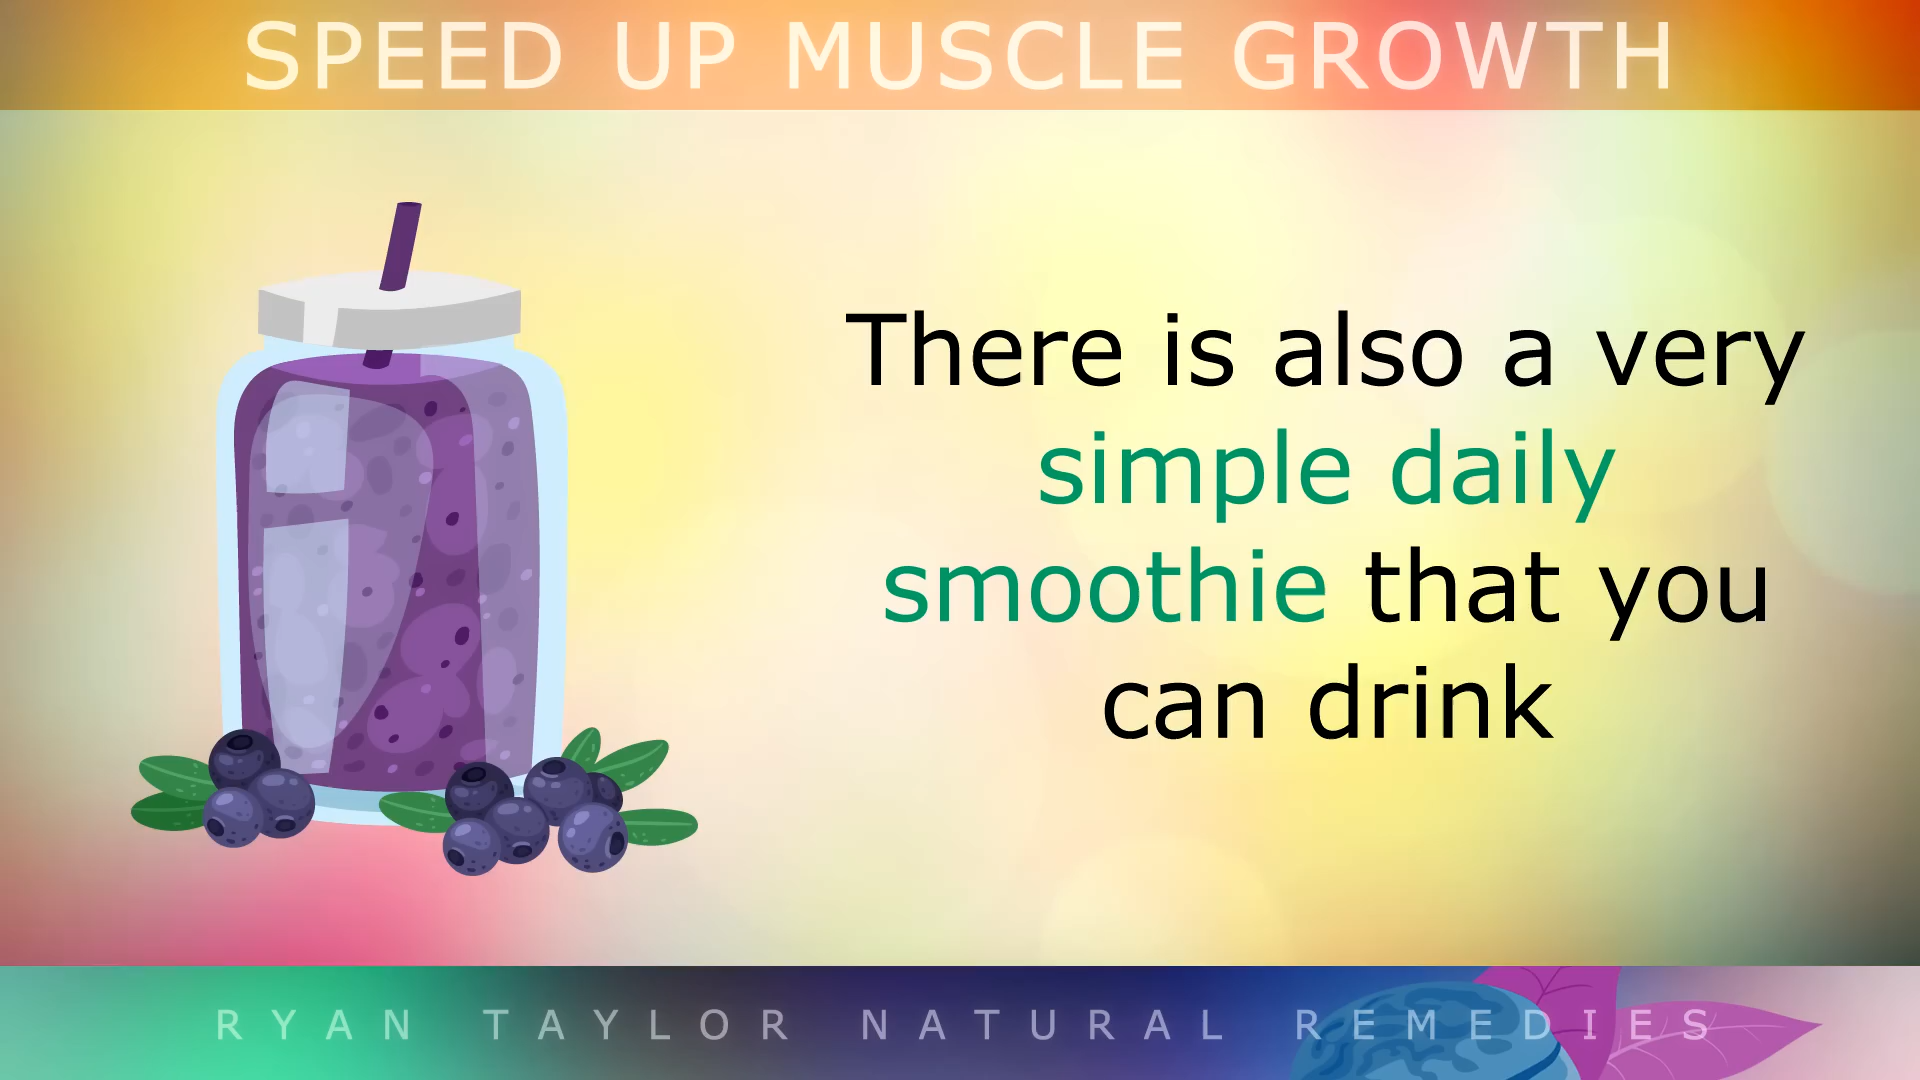 SPEED UP MUSCLE GROWTH
There is also a very
simple daily
smoothie that you
can drink
RYAN TAYLOR NATURAL REMEDIES